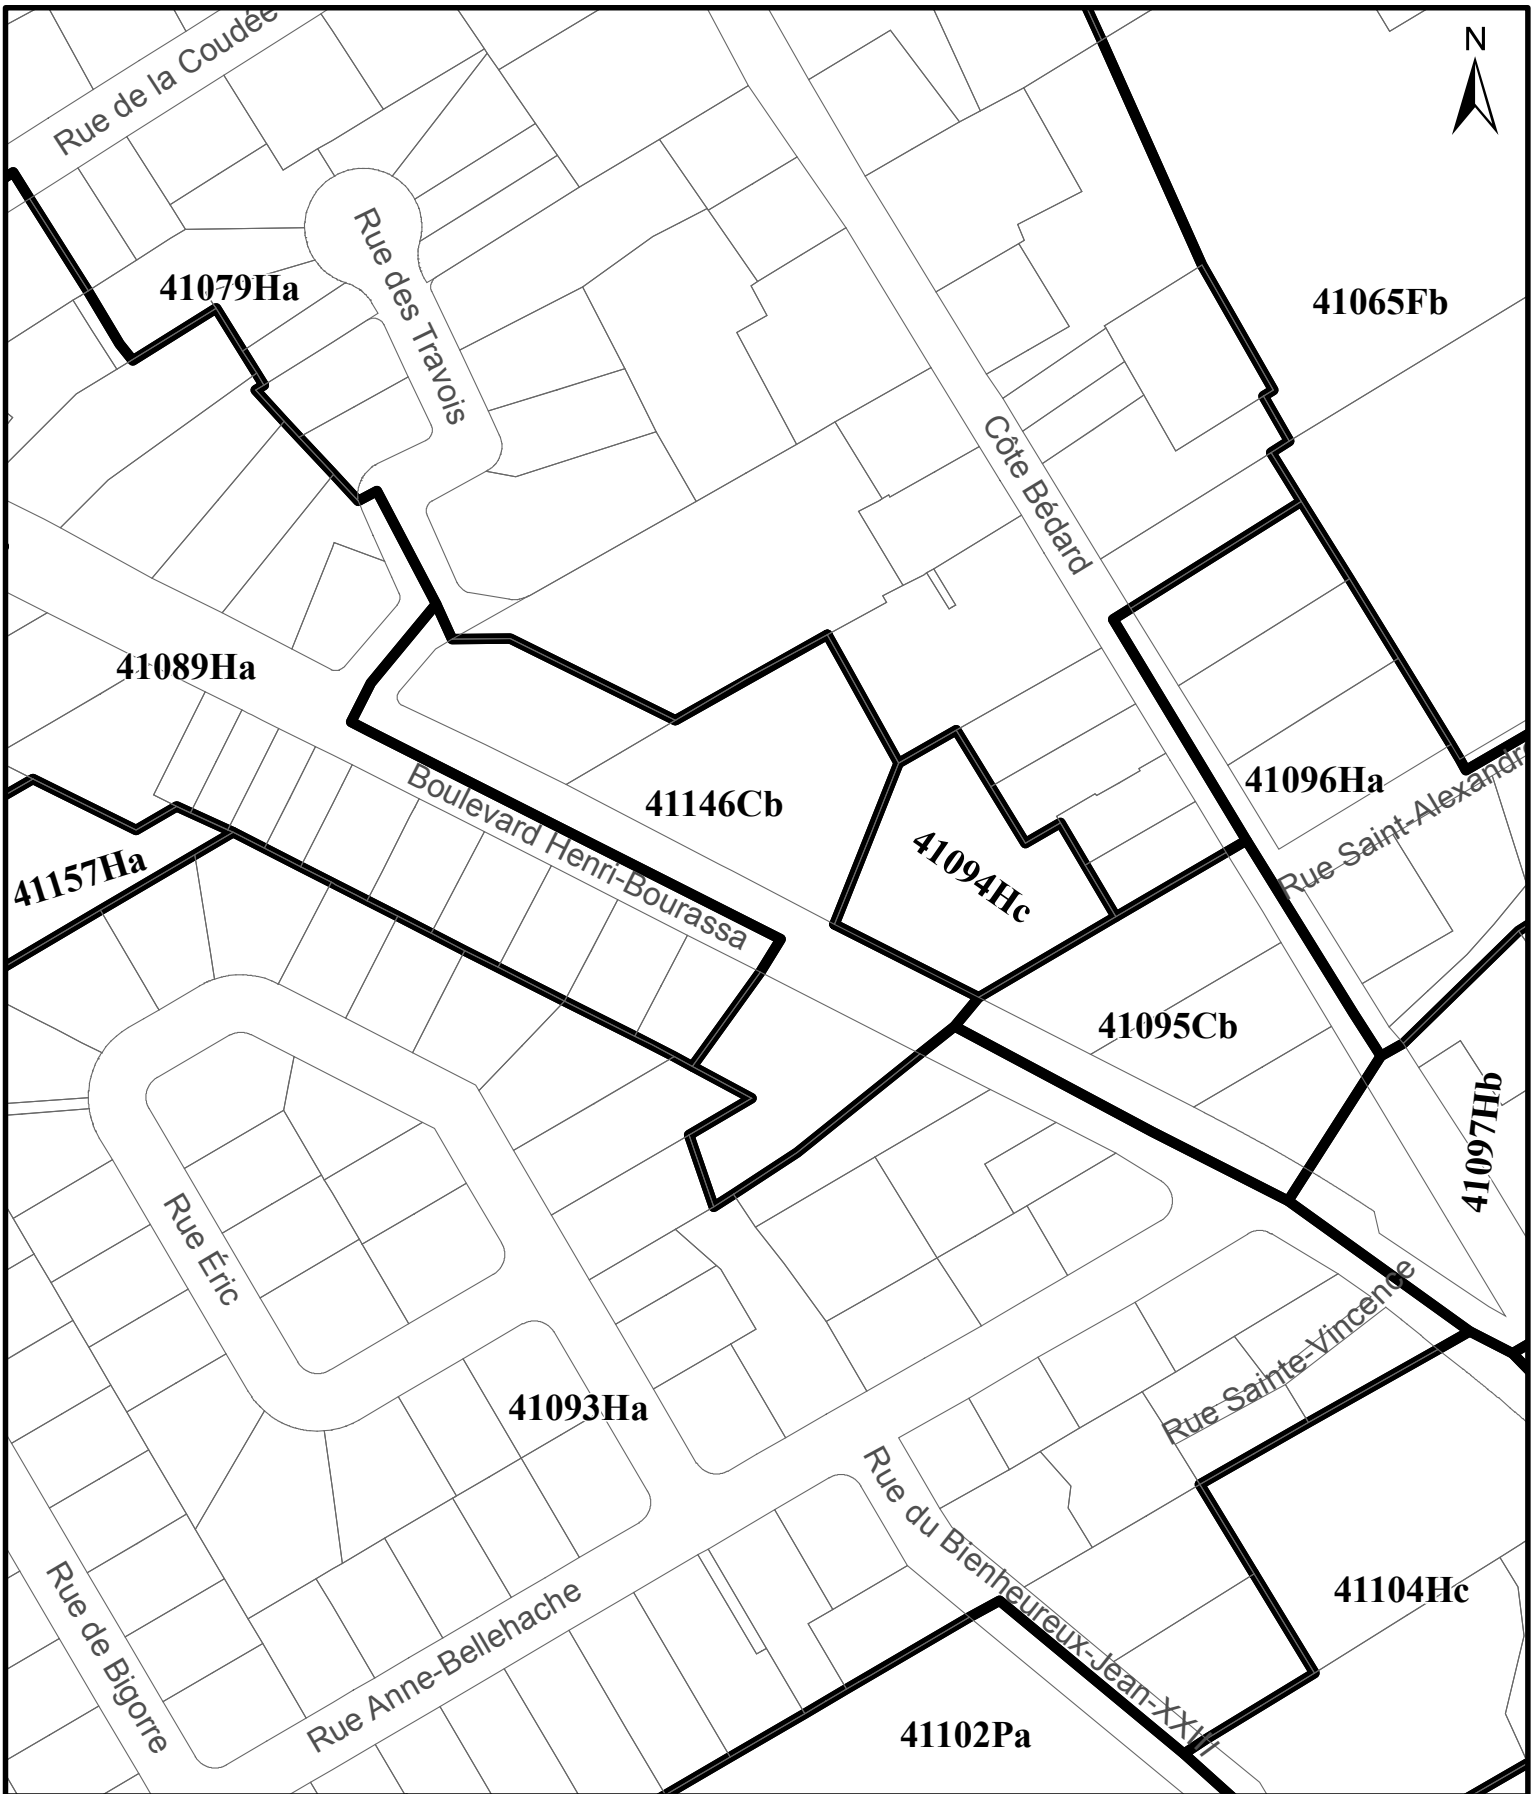 Rue de la Coudée
N
Rue des Travois
41079Ha
41065Fb
Côte Bédard
41089Ha
41096Ha
Boulevard Henri-Bourassa
41146Cb
Rue Saint-Alexandre
41157Ha
41094Hc
41095Cb
41097Hb
Rue Éric
Rue Sainte-Vincence
41093Ha
Rue du Bienheureux-Jean-XXIII
41104Hc
Rue de Bigorre
Rue Anne-Bellehache
41102Pa